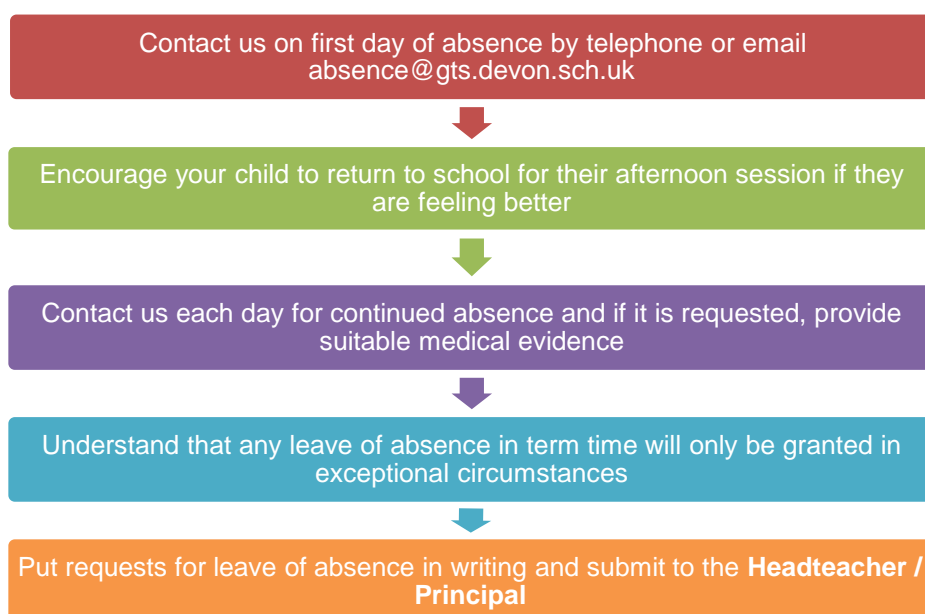 Contact us on first day of absence by telephone or email
absence@gts.devon.sch.uk
Encourage your child to return to school for their afternoon session if they
are feeling better
Contact us each day for continued absence and if it is requested, provide
suitable medical evidence
Understand that any leave of absence in term time will only be granted in
exceptional circumstances
Put requests for leave of absence in writing and submit to the Headteacher /
Principal